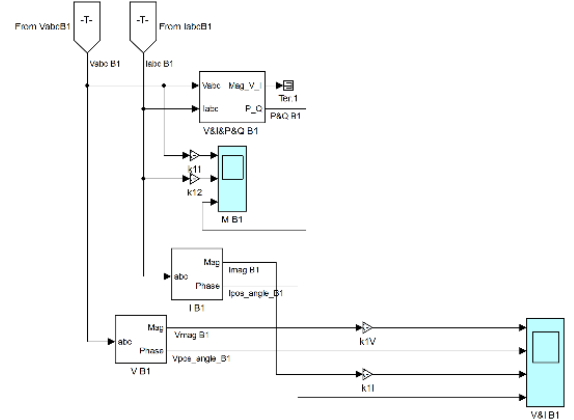 -T-
-T-
From VabcB1
From IabcB1
Vabc B1
Iabc B1
Vabc
Mag_V_I
Iabc
P_Q
Ter.1
P&Q B1
V&I&P&Q B1
k11
k12
M B1
abc
Mag
Phase
Imag B1
Ipos_angle_B1
I B1
abc
Mag
Phase
Vmag B1
Vpos_angle_B1
V B1
k1V
k1I
V&I B1